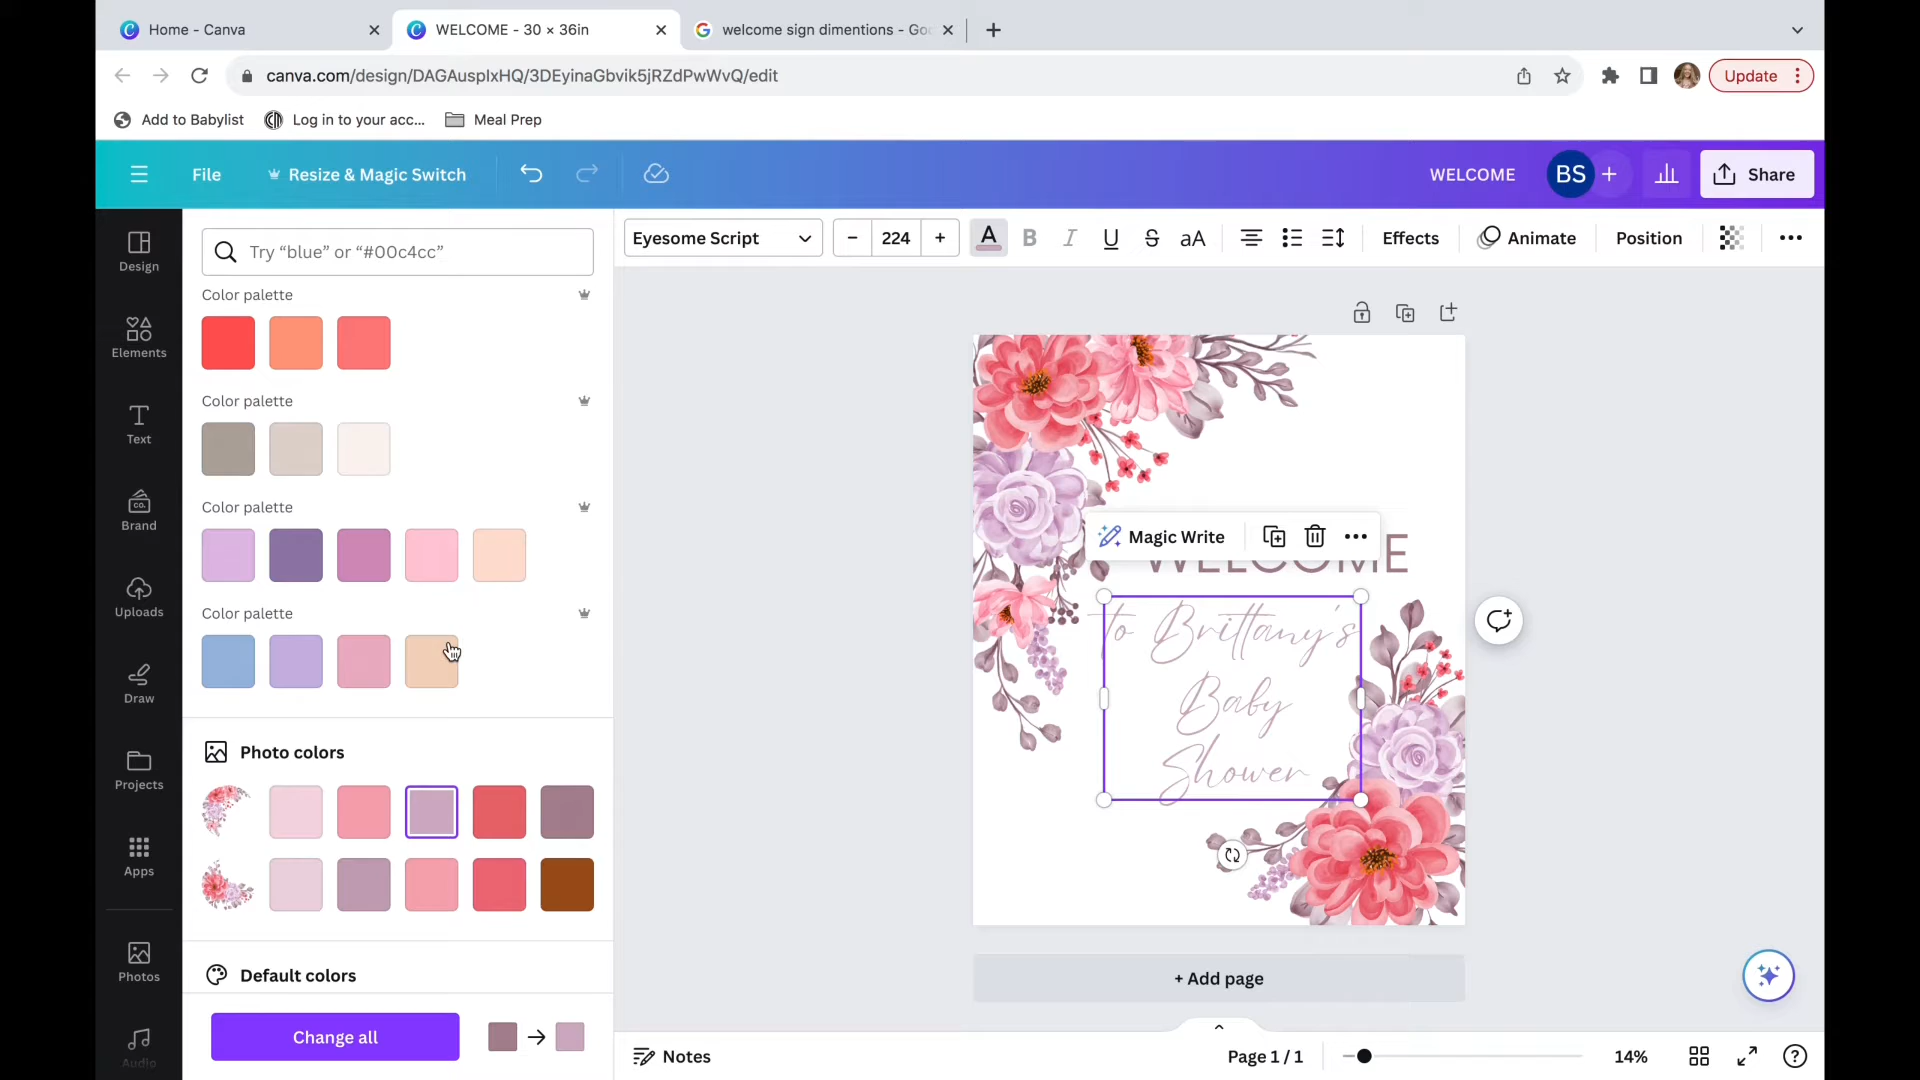 Home - Canva
WELCOME - 30 × 36in
welcome sign dimentions - Goo
canva.com/design/DAGAuspIxHQ/3DEyinaGbvik5jRZdPwWvQ/edit
Update
Add to Babylist
Log in to your acc...
Meal Prep
File
Resize & Magic Switch
WELCOME
BS
Share
Design
Elements
Text
Brand
Uploads
Draw
Projects
Apps
Photos
Audio
Try “blue” or “#00c4cc”
Color palette
Color palette
Color palette
Color palette
Photo colors
Default colors
Change all
Eyesome Script
224
Effects
Animate
Position
Magic Write
WELCOME
to Brittany's
Baby
Shower
+ Add page
Notes
Page 1 / 1
14%